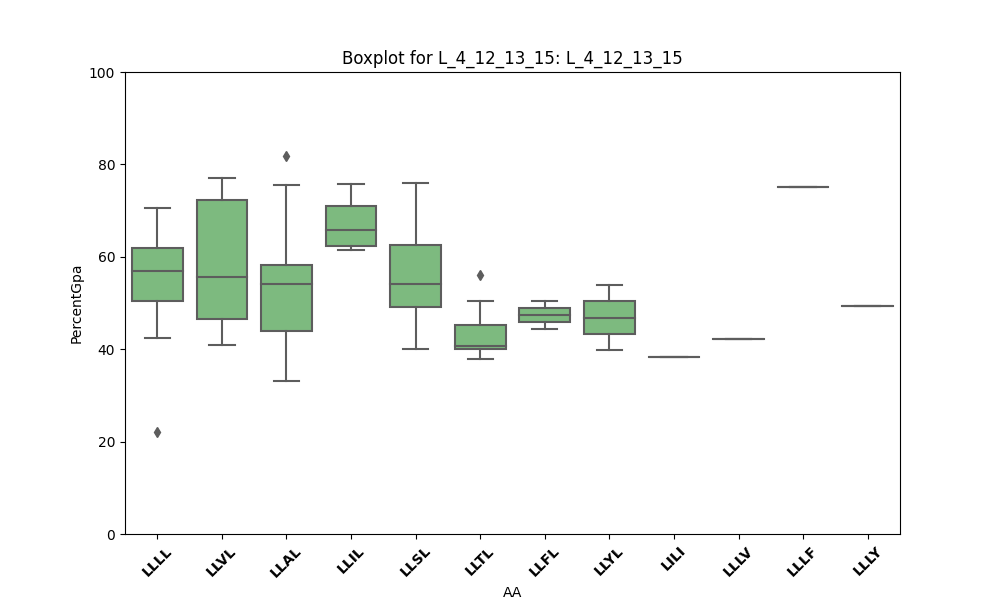 Boxplot for L_4_12_13_15: L_4_12_13_15
100
80
60
40
20
0
PercentGpa
LLLL LLVL LLAL LLIL LLSL LLTL LLFL LLYL LILI LLLV LLLF LLLY
AA